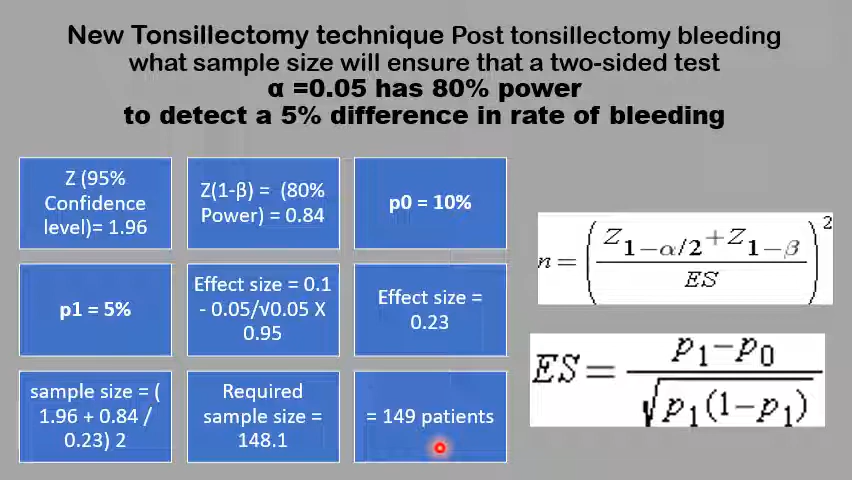 New Tonsillectomy technique Post tonsillectomy bleeding
what sample size will ensure that a two-sided test
α =0.05 has 80% power
to detect a 5% difference in rate of bleeding
Z (95%
Confidence
level)= 1.96
Z(1-β) = (80%
Power) = 0.84
p0 = 10%
p1 = 5%
Effect size = 0.1
- 0.05/√0.05 X
0.95
Effect size =
0.23
sample size = (
1.96 + 0.84 /
0.23) 2
Required
sample size =
148.1
= 149 patients
n = ( Z1−α/2 + Z1−β / ES )2
ES = p1−p0 / √p1(1−p1)